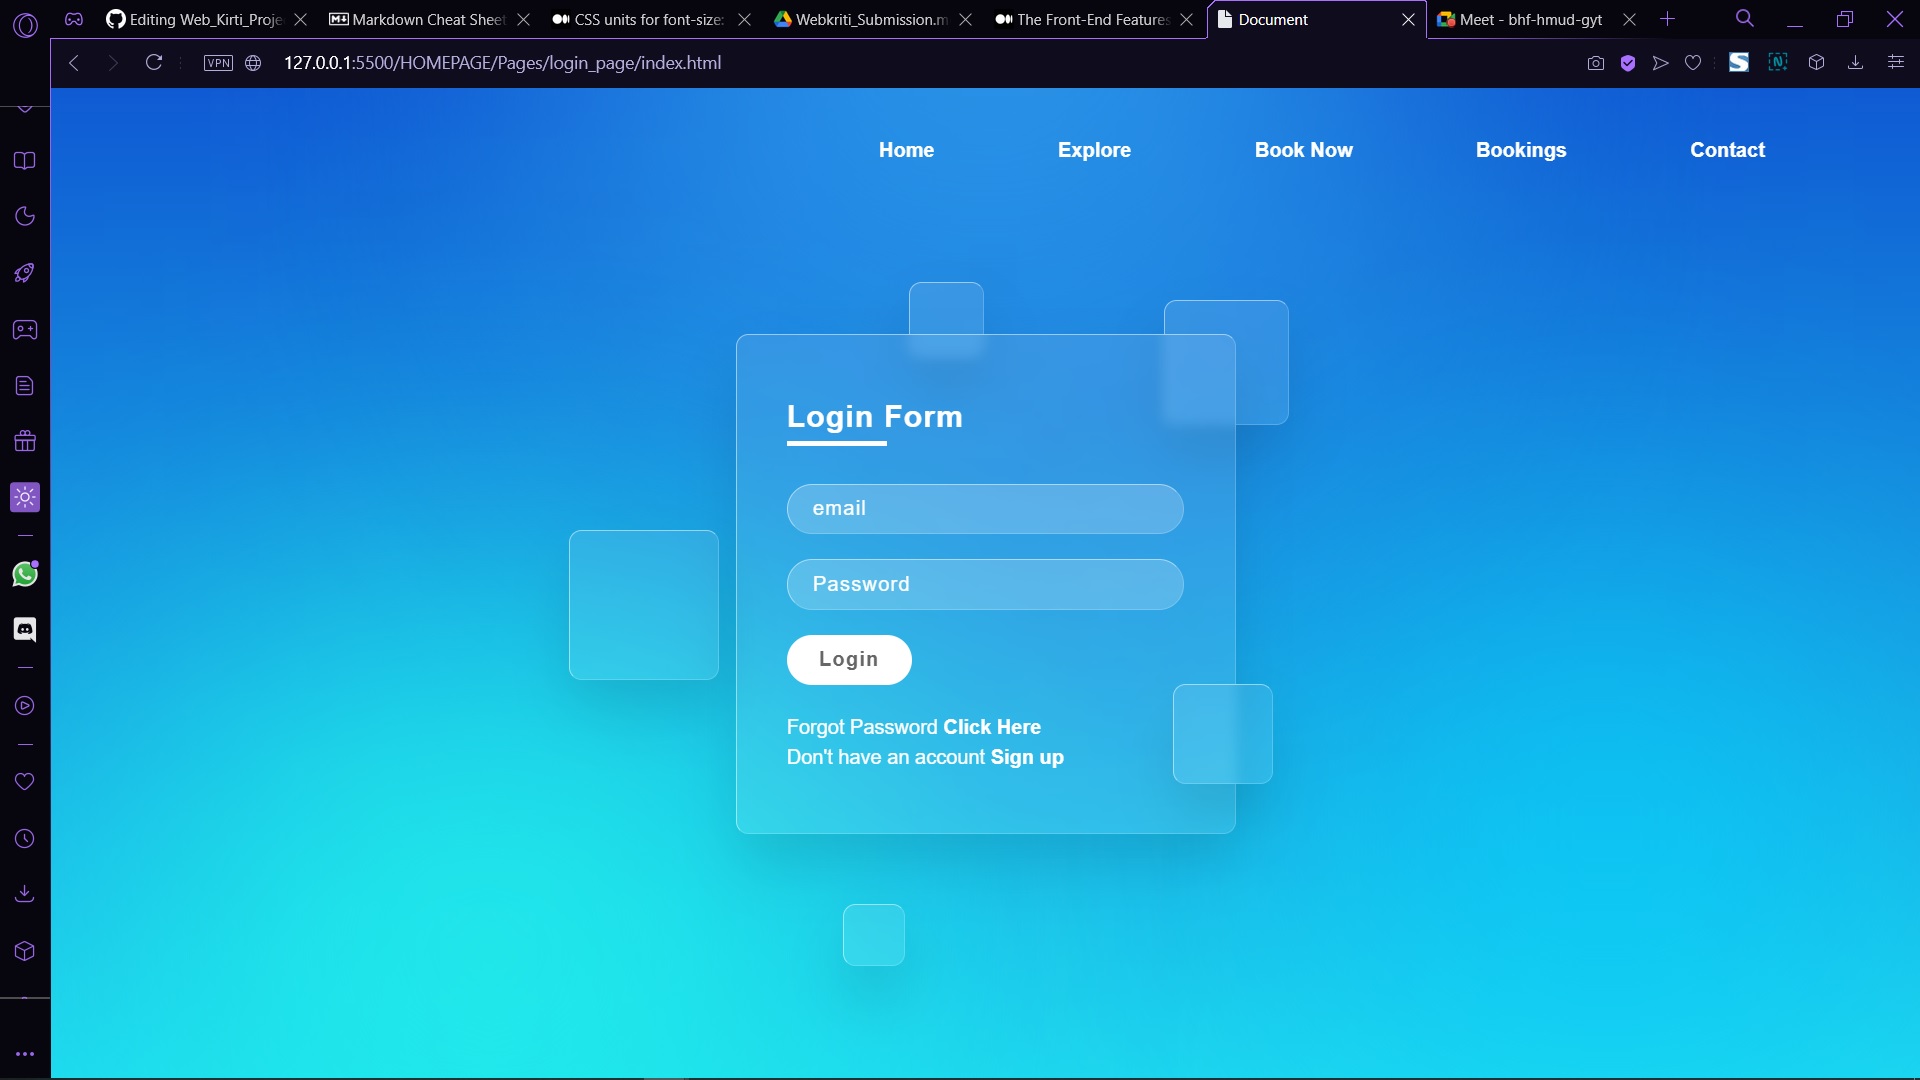 Editing Web_Kirti_Proje
Markdown Cheat Sheet
CSS units for font-size:
Webkriti_Submission.m
The Front-End Features
Document
Meet - bhf-hmud-gyt
VPN
127.0.0.1:5500/HOMEPAGE/Pages/login_page/index.html
Home
Explore
Book Now
Bookings
Contact
Login Form
email
Password
Login
Forgot Password Click Here
Don't have an account Sign up